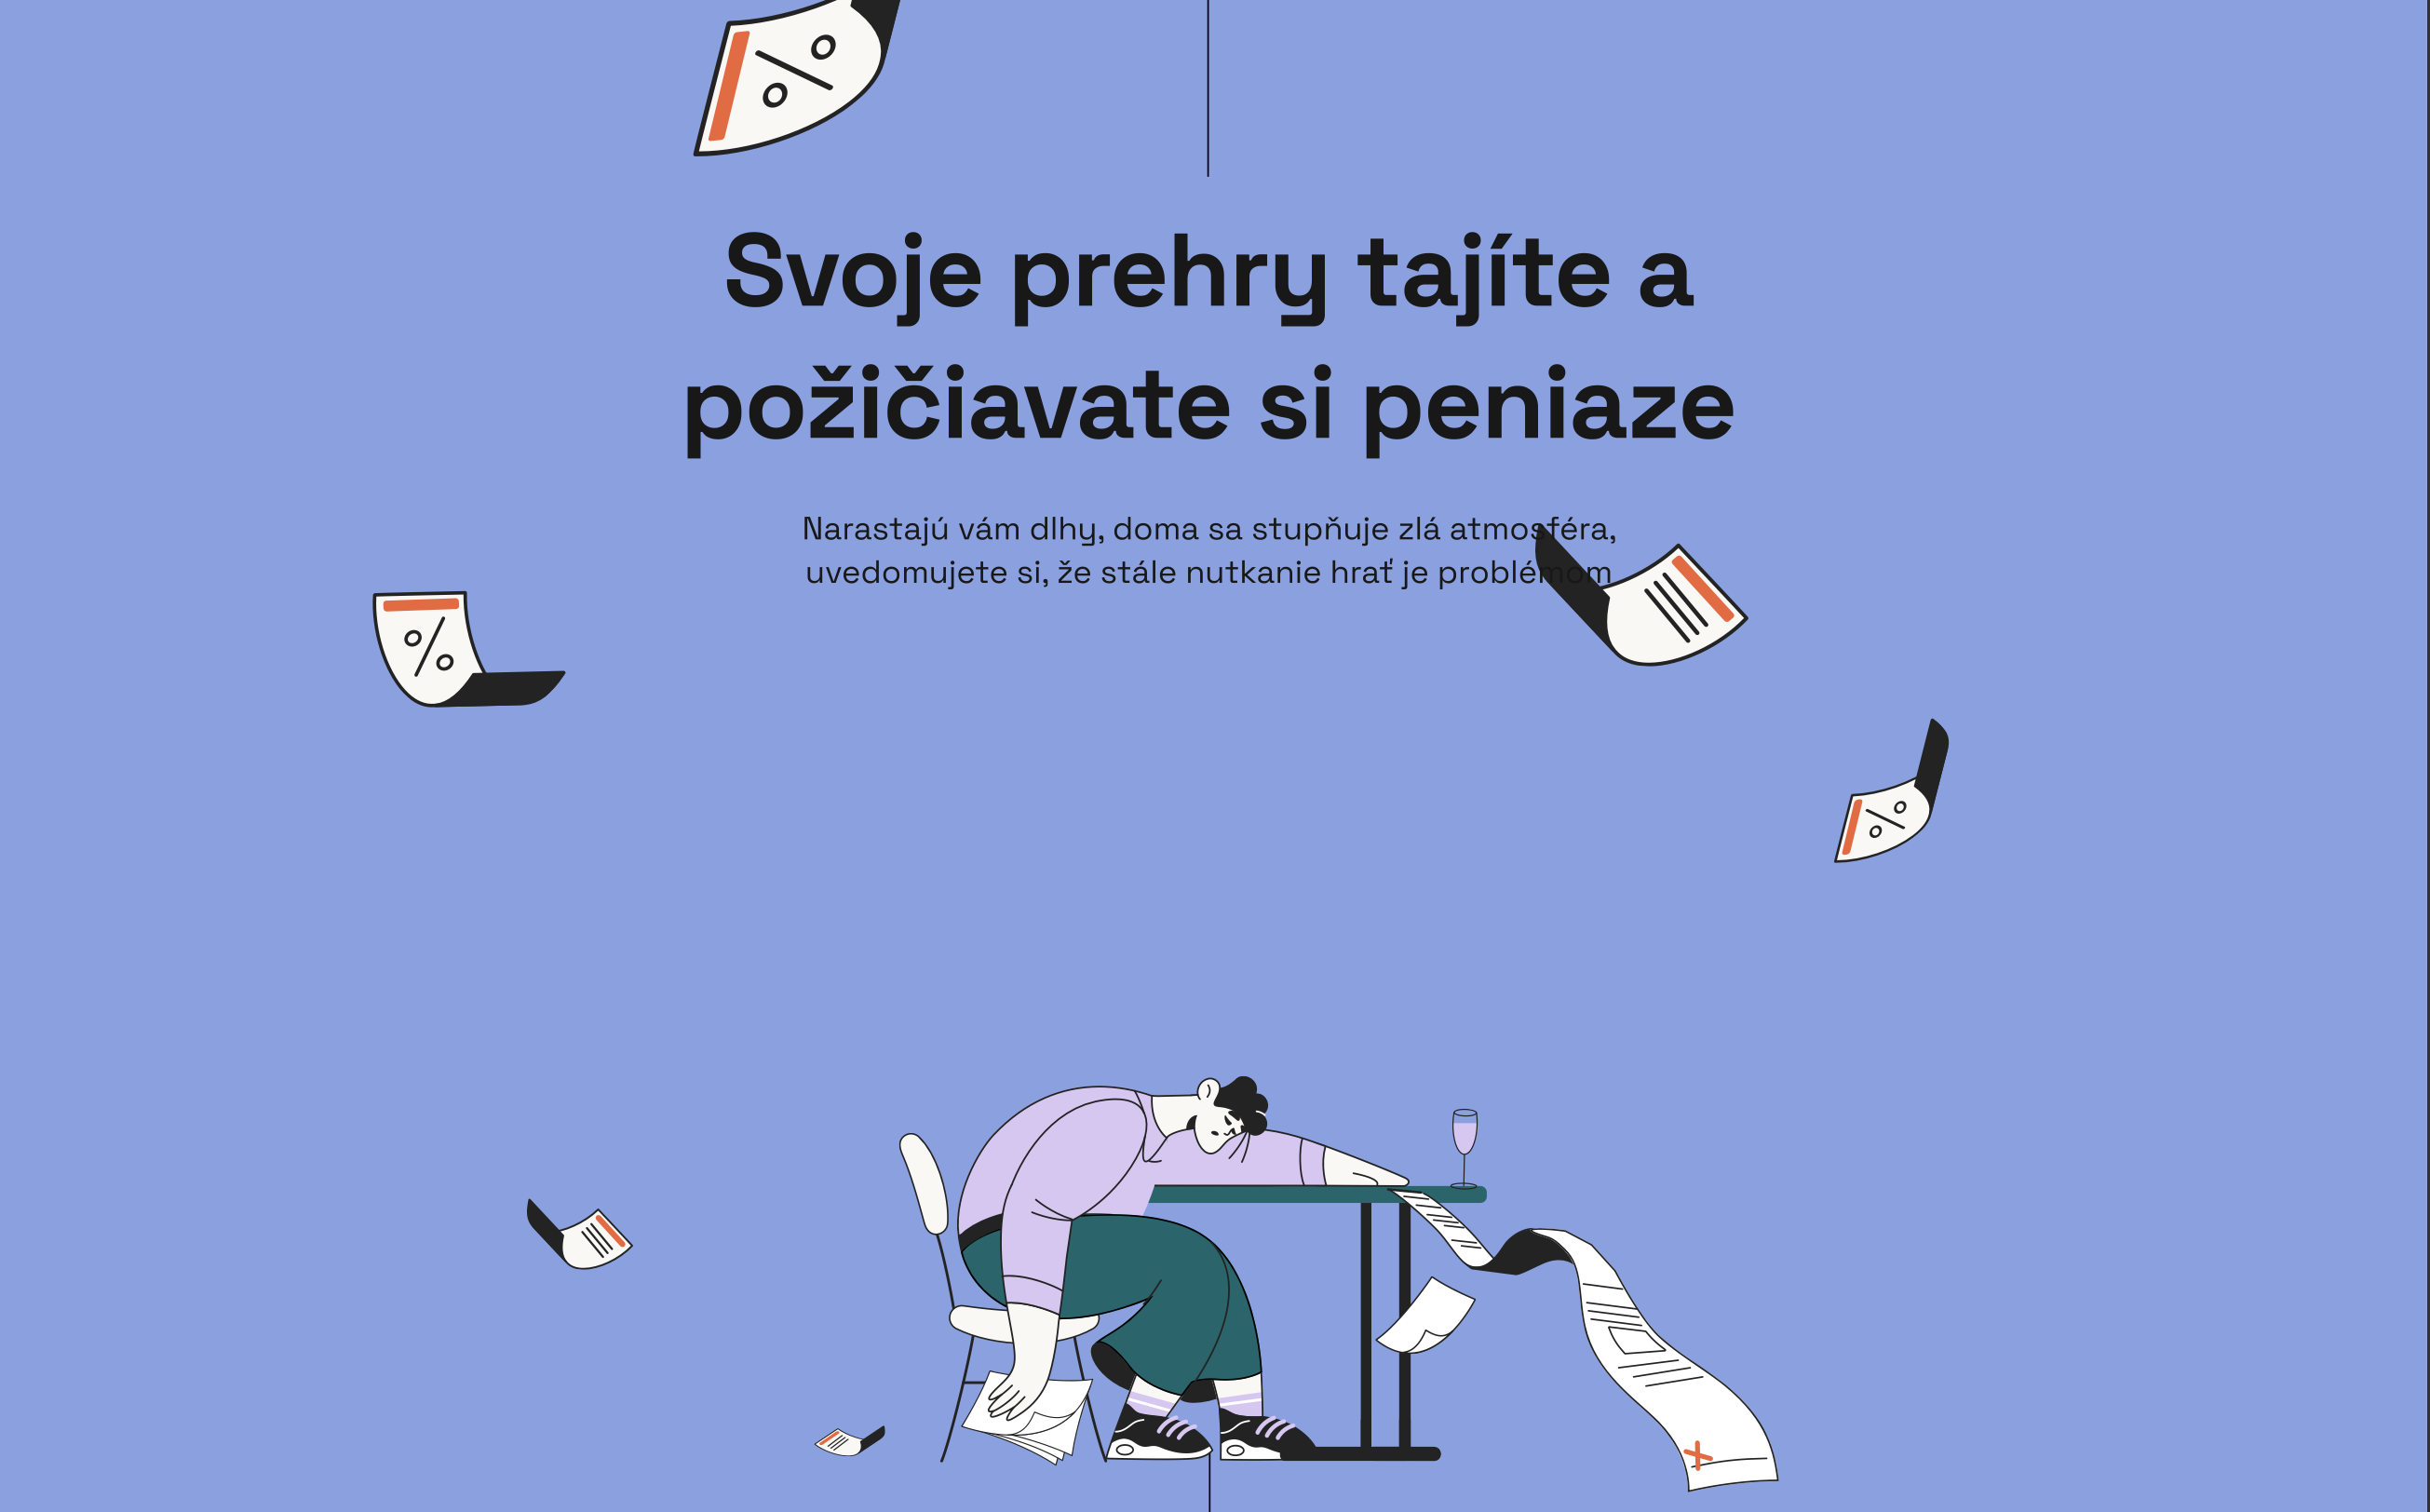 Svoje prehry tajíte a
požičiavate si peniaze
Narastajú vám dlhy, doma sa stupňuje zlá atmosféra,
uvedomujete si, že stále nutkanie hrať je problémom